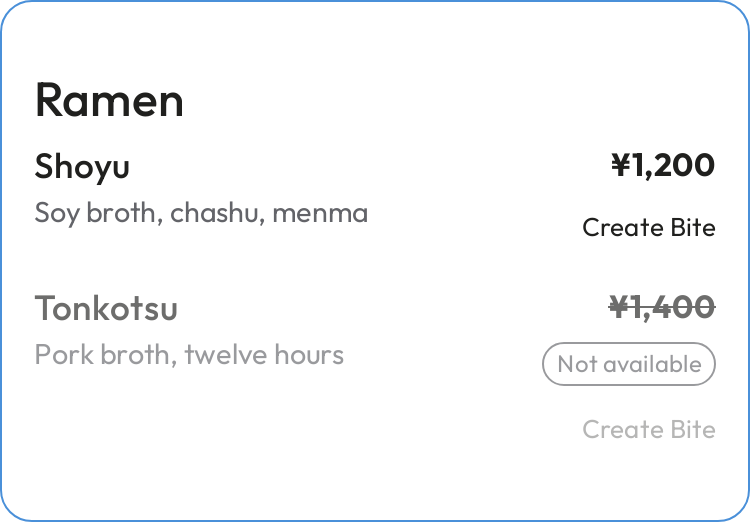 Ramen
Shoyu
¥1,200
Soy broth, chashu, menma
Create Bite
Tonkotsu
¥1,400
Pork broth, twelve hours
Not available
Create Bite